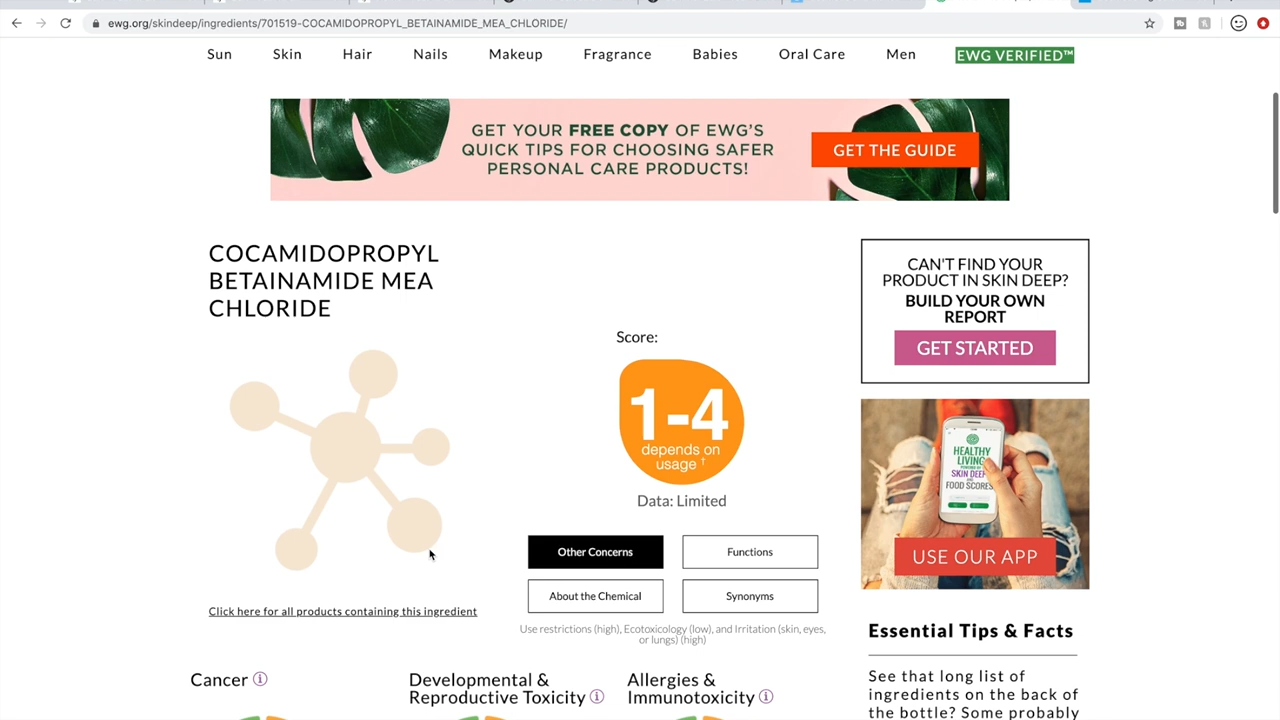 ewg.org/skindeep/ingredients/701519-COCAMIDOPROPYL_BETAINAMIDE_MEA_CHLORIDE/
Sun Skin Hair Nails Makeup Fragrance Babies Oral Care Men EWG VERIFIED™
GET YOUR FREE COPY OF EWG'S
QUICK TIPS FOR CHOOSING SAFER
PERSONAL CARE PRODUCTS!
GET THE GUIDE
COCAMIDOPROPYL
BETAINAMIDE MEA
CHLORIDE
Score:
1-4
depends on
usage †
Data: Limited
Other Concerns
Functions
About the Chemical
Synonyms
Use restrictions (high), Ecotoxicology (low), and Irritation (skin, eyes,
or lungs) (high)
Click here for all products containing this ingredient
Cancer
Developmental &
Reproductive Toxicity
Allergies &
Immunotoxicity
CAN'T FIND YOUR
PRODUCT IN SKIN DEEP?
BUILD YOUR OWN
REPORT
GET STARTED
HEALTHY
LIVING
SKIN DEEP
FOOD SCORES
USE OUR APP
Essential Tips & Facts
See that long list of
ingredients on the back of
the bottle? Some probably